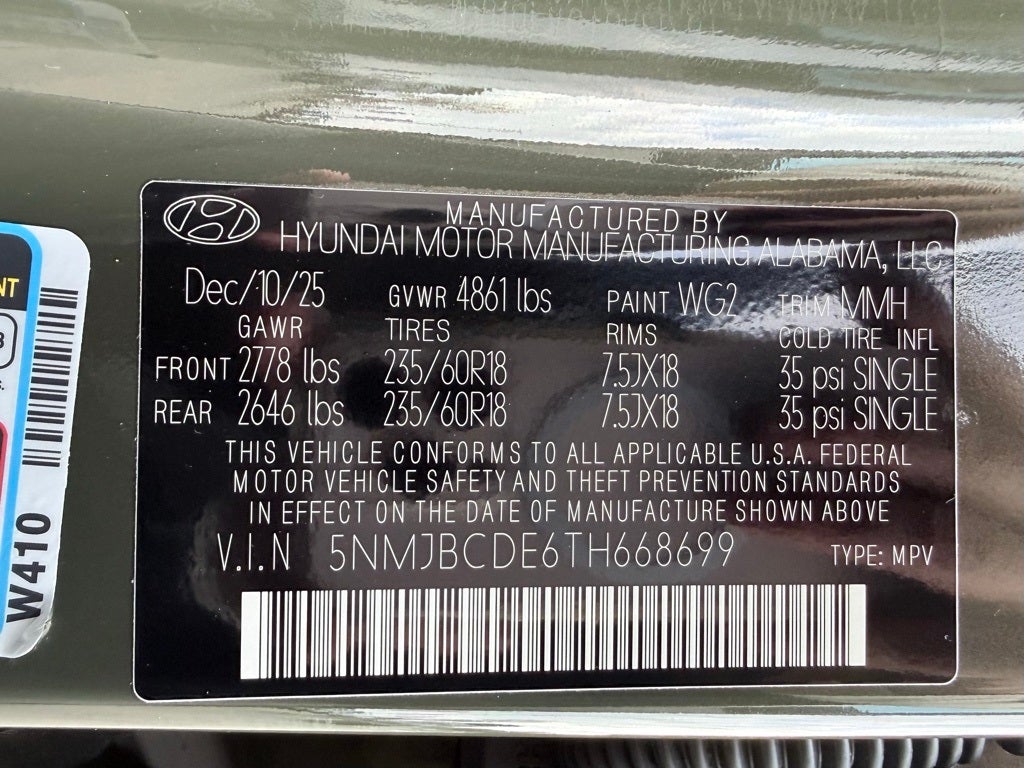 MANUFACTURED BY
HYUNDAI MOTOR MANUFACTURING ALABAMA, LLC
Dec/10/25 GVWR 4861 lbs PAINT WG2 TRIM MMH
GAWR TIRES RIMS COLD TIRE INFL
FRONT 2778 lbs 235/60R18 7.5JX18 35 psi SINGLE
REAR 2646 lbs 235/60R18 7.5JX18 35 psi SINGLE
THIS VEHICLE CONFORMS TO ALL APPLICABLE U.S.A. FEDERAL
MOTOR VEHICLE SAFETY AND THEFT PREVENTION STANDARDS
IN EFFECT ON THE DATE OF MANUFACTURE SHOWN ABOVE
V.I.N 5NMJBCDE6TH668699 TYPE: MPV
W410